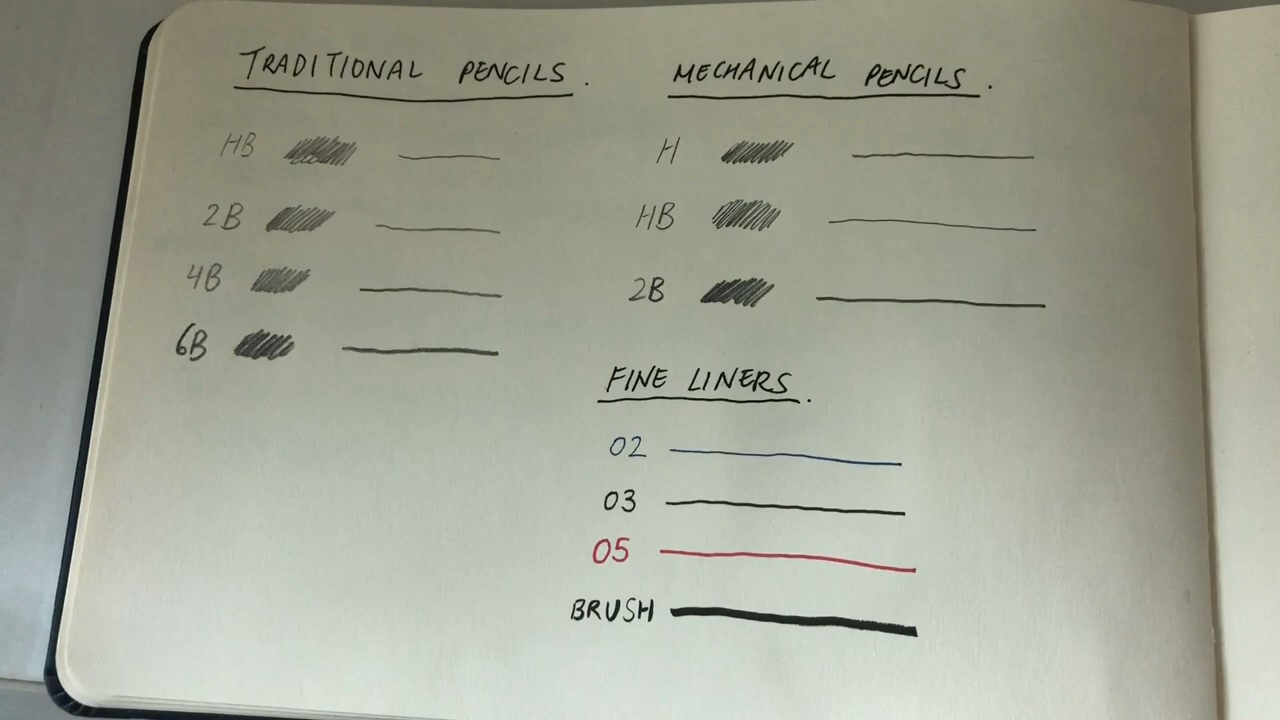 TRADITIONAL PENCILS.
HB
2B
4B
6B
MECHANICAL PENCILS.
H
HB
2B
FINE LINERS.
02
03
05
BRUSH